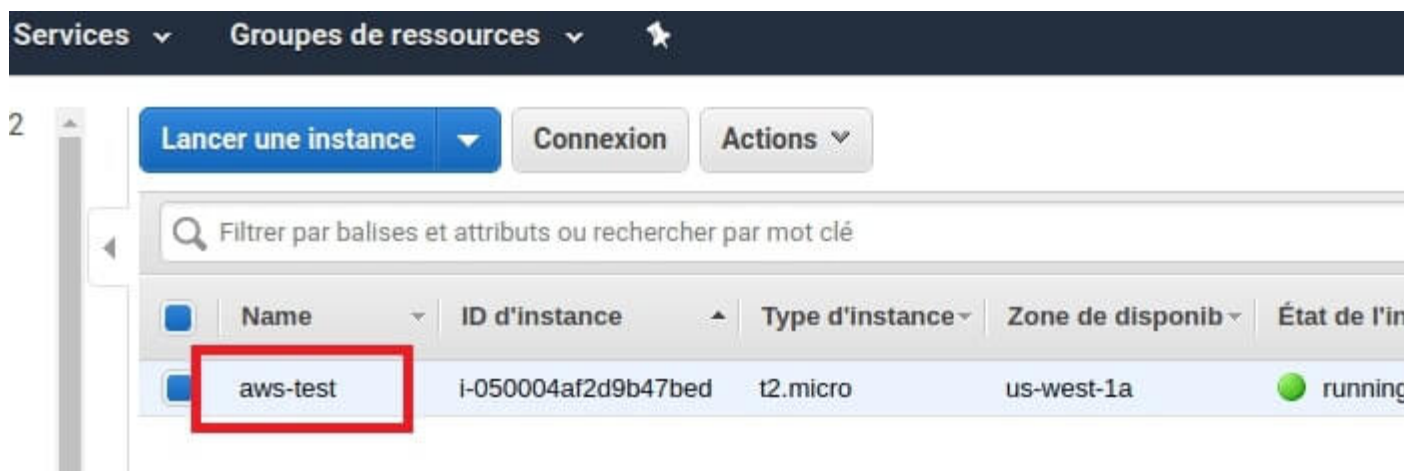 Services Groupes de ressources
2
Lancer une instance Connexion Actions
Filtrer par balises et attributs ou rechercher par mot clé
Name ID d'instance Type d'instance Zone de disponib État de l'in
aws-test i-050004af2d9b47bed t2.micro us-west-1a running